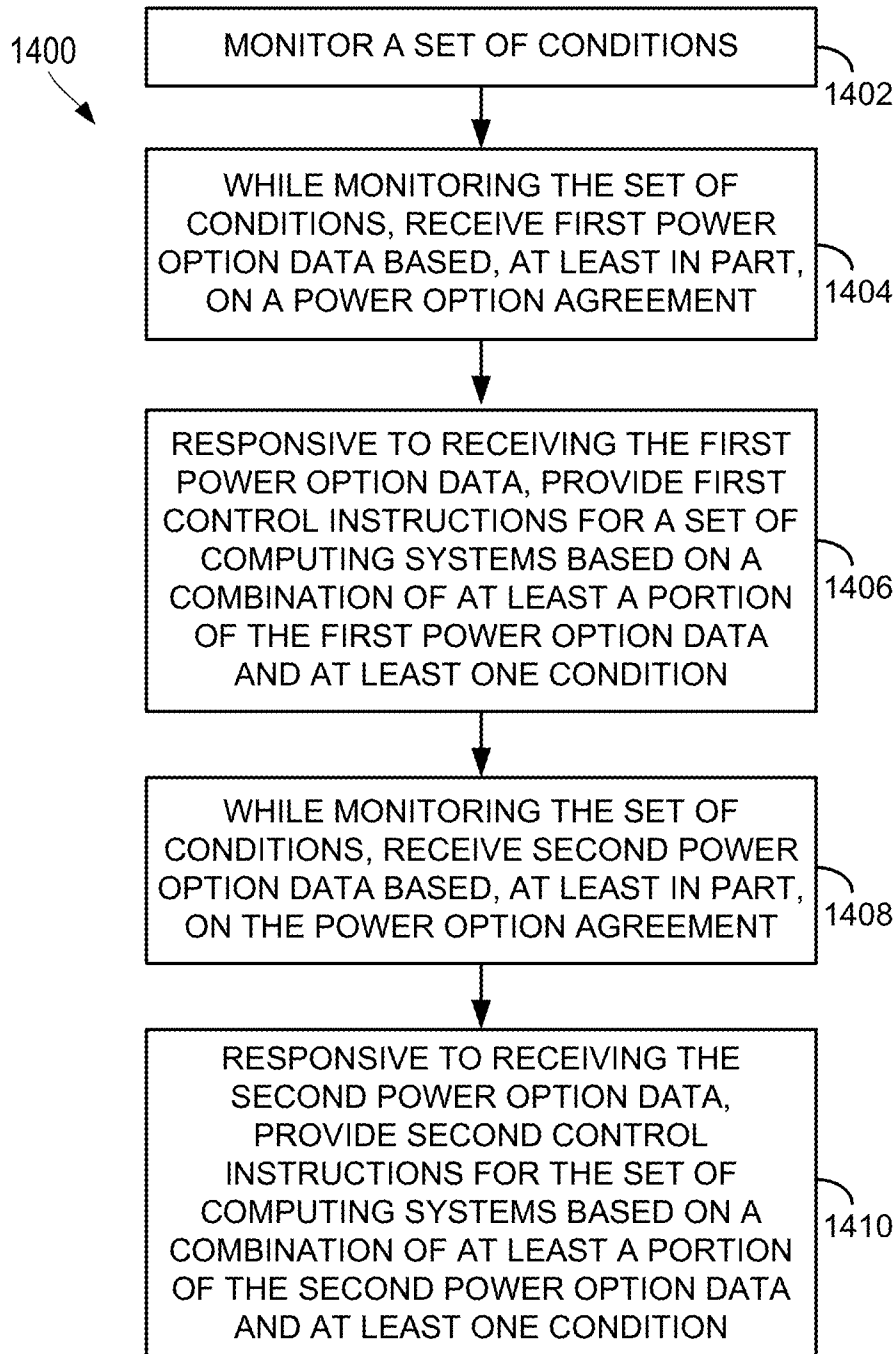 1400
MONITOR A SET OF CONDITIONS
1402
WHILE MONITORING THE SET OF
CONDITIONS, RECEIVE FIRST POWER
OPTION DATA BASED, AT LEAST IN PART,
ON A POWER OPTION AGREEMENT
1404
RESPONSIVE TO RECEIVING THE FIRST
POWER OPTION DATA, PROVIDE FIRST
CONTROL INSTRUCTIONS FOR A SET OF
COMPUTING SYSTEMS BASED ON A
COMBINATION OF AT LEAST A PORTION
OF THE FIRST POWER OPTION DATA
AND AT LEAST ONE CONDITION
1406
WHILE MONITORING THE SET OF
CONDITIONS, RECEIVE SECOND POWER
OPTION DATA BASED, AT LEAST IN PART,
ON THE POWER OPTION AGREEMENT
1408
RESPONSIVE TO RECEIVING THE
SECOND POWER OPTION DATA,
PROVIDE SECOND CONTROL
INSTRUCTIONS FOR THE SET OF
COMPUTING SYSTEMS BASED ON A
COMBINATION OF AT LEAST A PORTION
OF THE SECOND POWER OPTION DATA
AND AT LEAST ONE CONDITION
1410